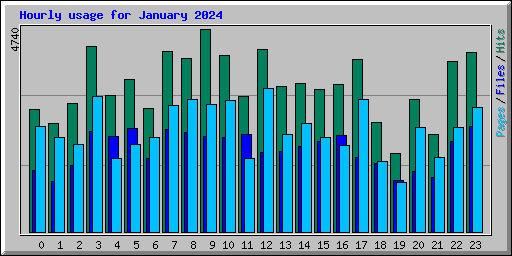 Hourly usage for January 2024
4740
Pages/Files/Hits
0 1 2 3 4 5 6 7 8 9 10 11 12 13 14 15 16 17 18 19 20 21 22 23